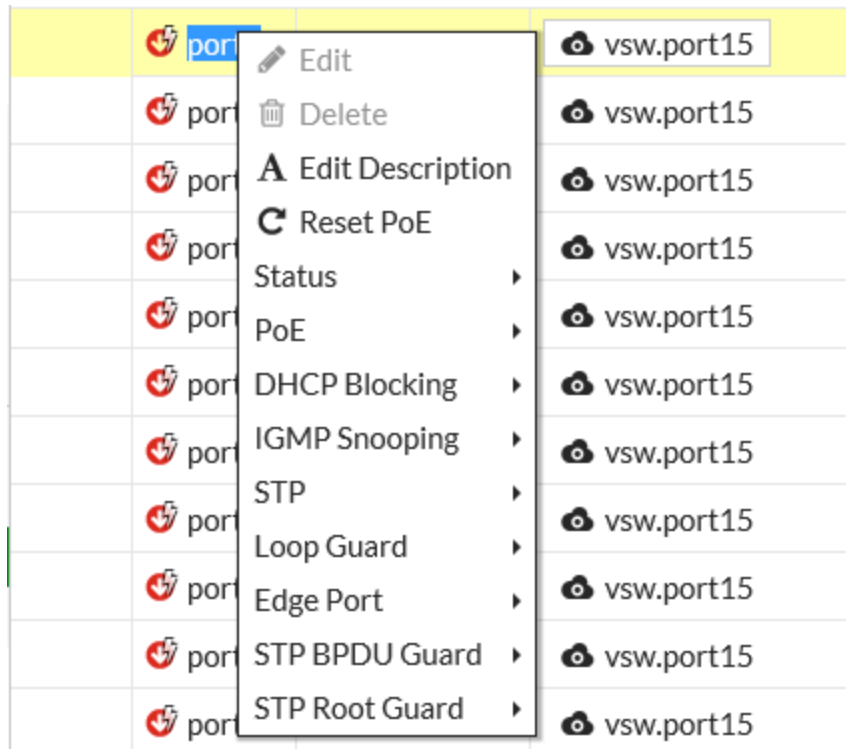 port vsw.port15
Edit
Delete
port vsw.port15
Edit Description
port vsw.port15
Reset PoE
port vsw.port15
Status
port vsw.port15
PoE
port vsw.port15
DHCP Blocking
port vsw.port15
IGMP Snooping
port vsw.port15
STP
port vsw.port15
Loop Guard
port vsw.port15
Edge Port
STP BPDU Guard
port vsw.port15
STP Root Guard
port vsw.port15